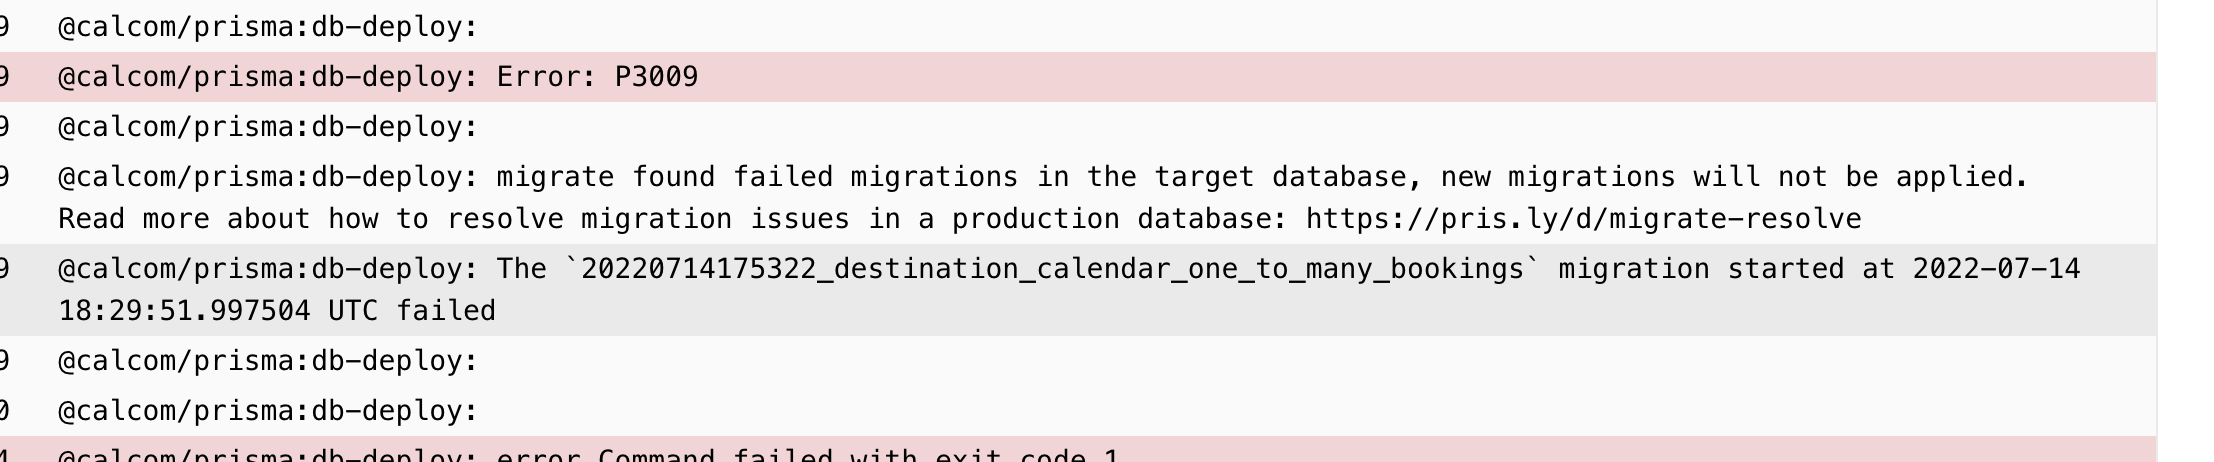 9 @calcom/prisma:db-deploy:
9 @calcom/prisma:db-deploy: Error: P3009
9 @calcom/prisma:db-deploy:
9 @calcom/prisma:db-deploy: migrate found failed migrations in the target database, new migrations will not be applied.
Read more about how to resolve migration issues in a production database: https://pris.ly/d/migrate-resolve
9 @calcom/prisma:db-deploy: The `20220714175322_destination_calendar_one_to_many_bookings` migration started at 2022-07-14
18:29:51.997504 UTC failed
9 @calcom/prisma:db-deploy:
0 @calcom/prisma:db-deploy:
4 @calcom/prisma:db-deploy: error Command failed with exit code 1